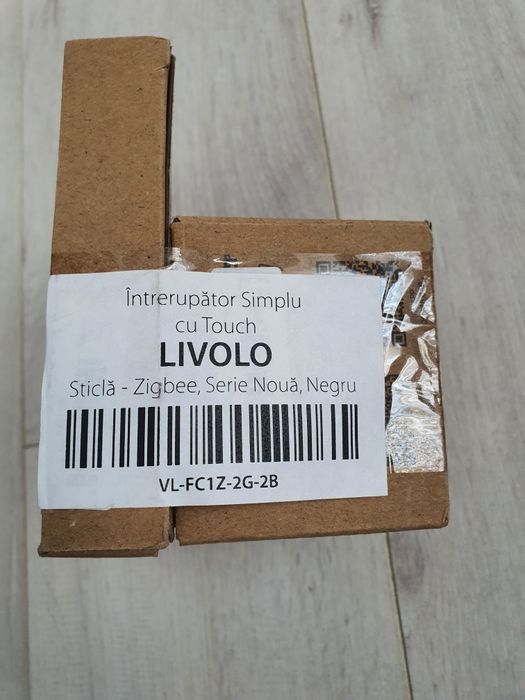 Întrerupător Simplu
cu Touch
LIVOLO
Sticlă - Zigbee, Serie Nouă, Negru
VL-FC1Z-2G-2B